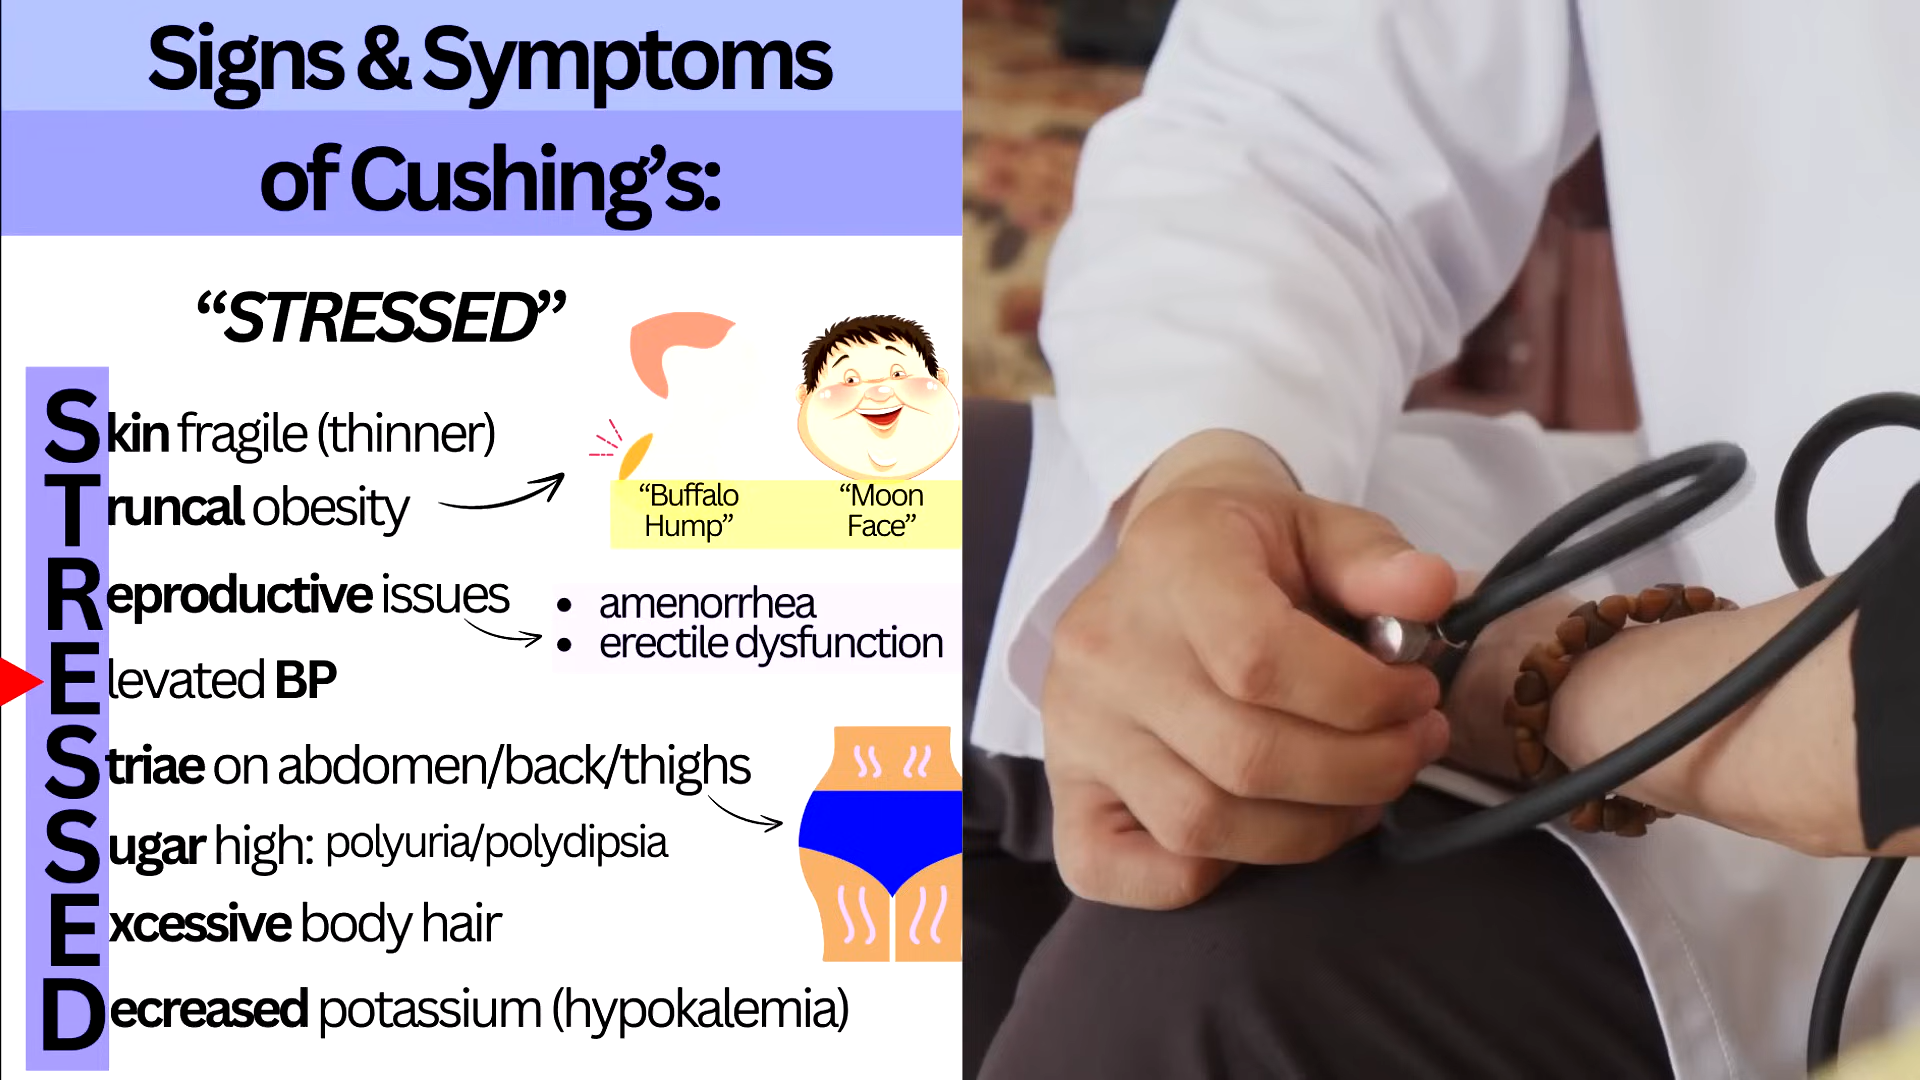 Signs & Symptoms
of Cushing’s:
“STRESSED”
Skin fragile (thinner)
Truncal obesity
“Buffalo Hump”
“Moon Face”
Reproductive issues
• amenorrhea
• erectile dysfunction
Elevated BP
Striae on abdomen/back/thighs
Sugar high: polyuria/polydipsia
Excessive body hair
Decreased potassium (hypokalemia)